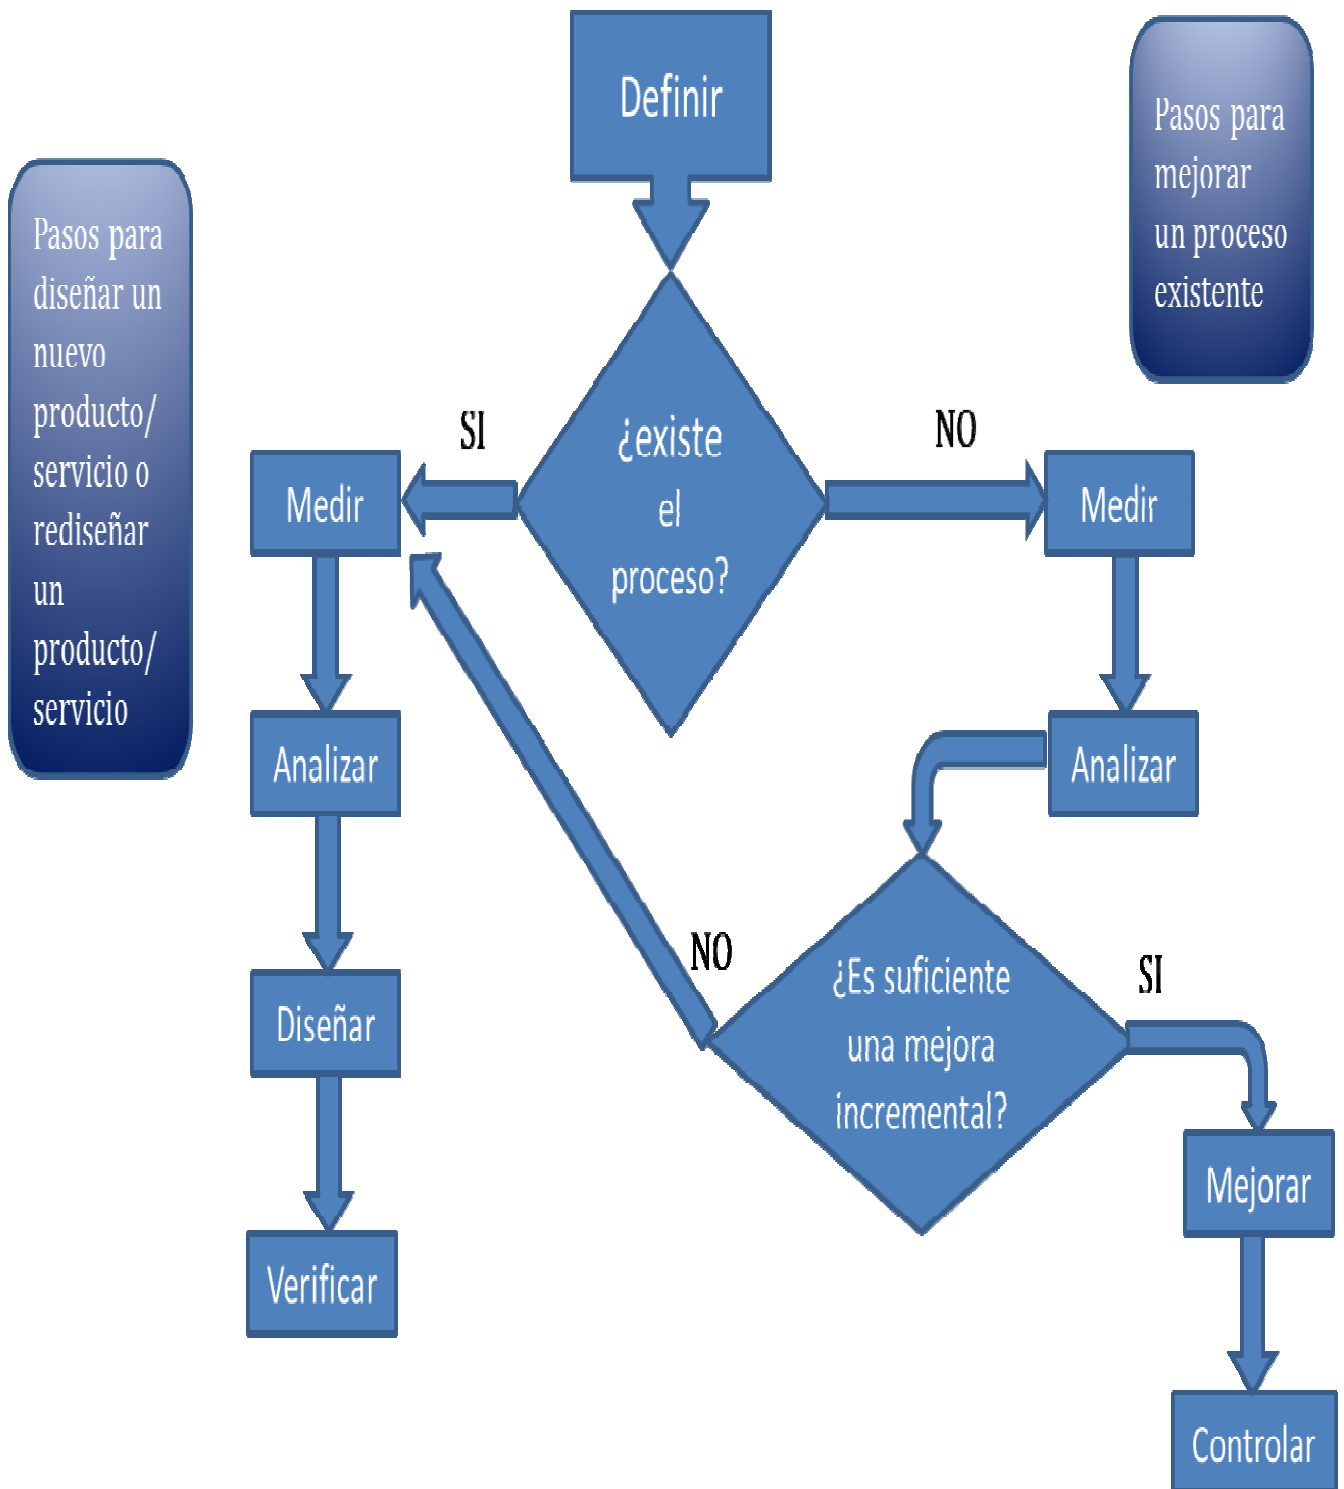 Definir
Pasos para
mejorar
un proceso
existente
Pasos para
diseñar un
nuevo
producto/
servicio o
rediseñar
un
producto/
servicio
¿existe
el
proceso?
SI
NO
Medir
Medir
Analizar
Analizar
¿Es suficiente
una mejora
incremental?
NO
SI
Diseñar
Mejorar
Verificar
Controlar